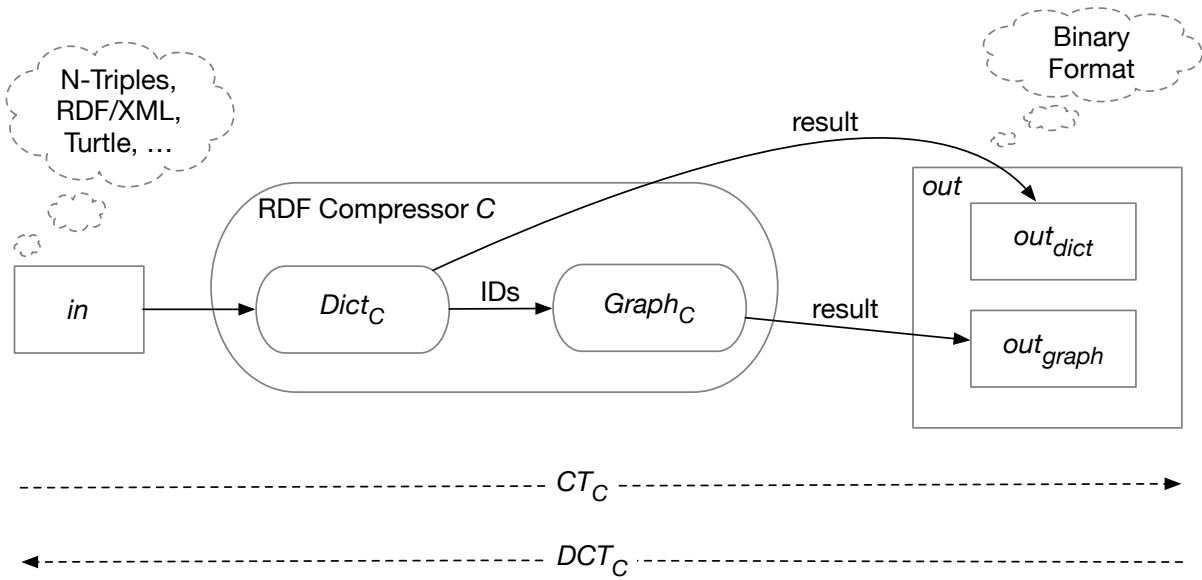 N-Triples,
RDF/XML,
Turtle, …
Binary
Format
result
out
RDF Compressor C
out_dict
in
Dict_C
IDs
Graph_C
result
out_graph
CT_C
DCT_C